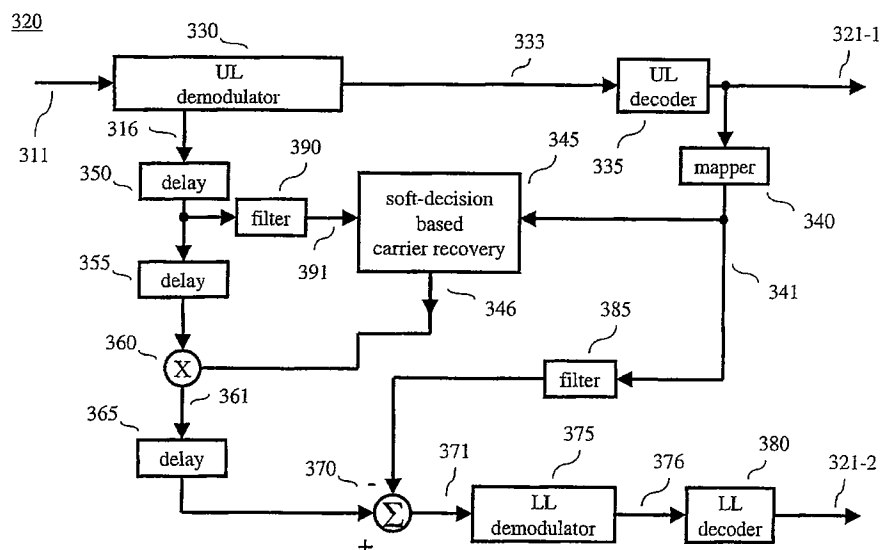 320
330
333
321-1
UL
demodulator
UL
decoder
311
316
390
345
335
350
delay
filter
soft-decision
based
carrier recovery
mapper
340
391
355
delay
346
341
385
360
X
filter
361
365
delay
370
-
371
375
376
380
321-2
Σ
LL
demodulator
LL
decoder
+